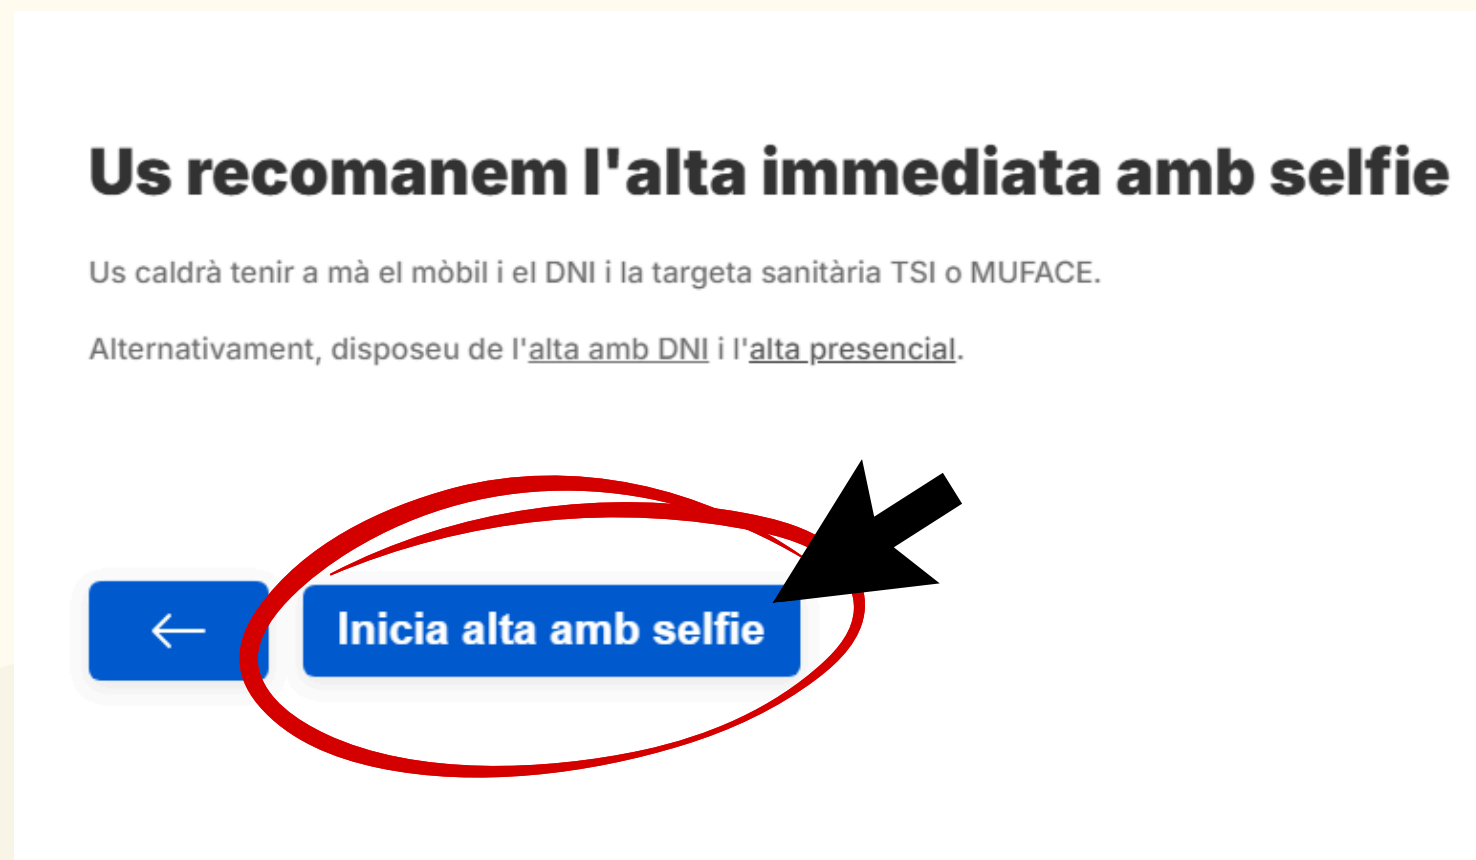 Us recomanem l'alta immediata amb selfie
Us caldrà tenir a mà el mòbil i el DNI i la targeta sanitària TSI o MUFACE.
Alternativament, disposeu de l'alta amb DNI i l'alta presencial.
Inicia alta amb selfie